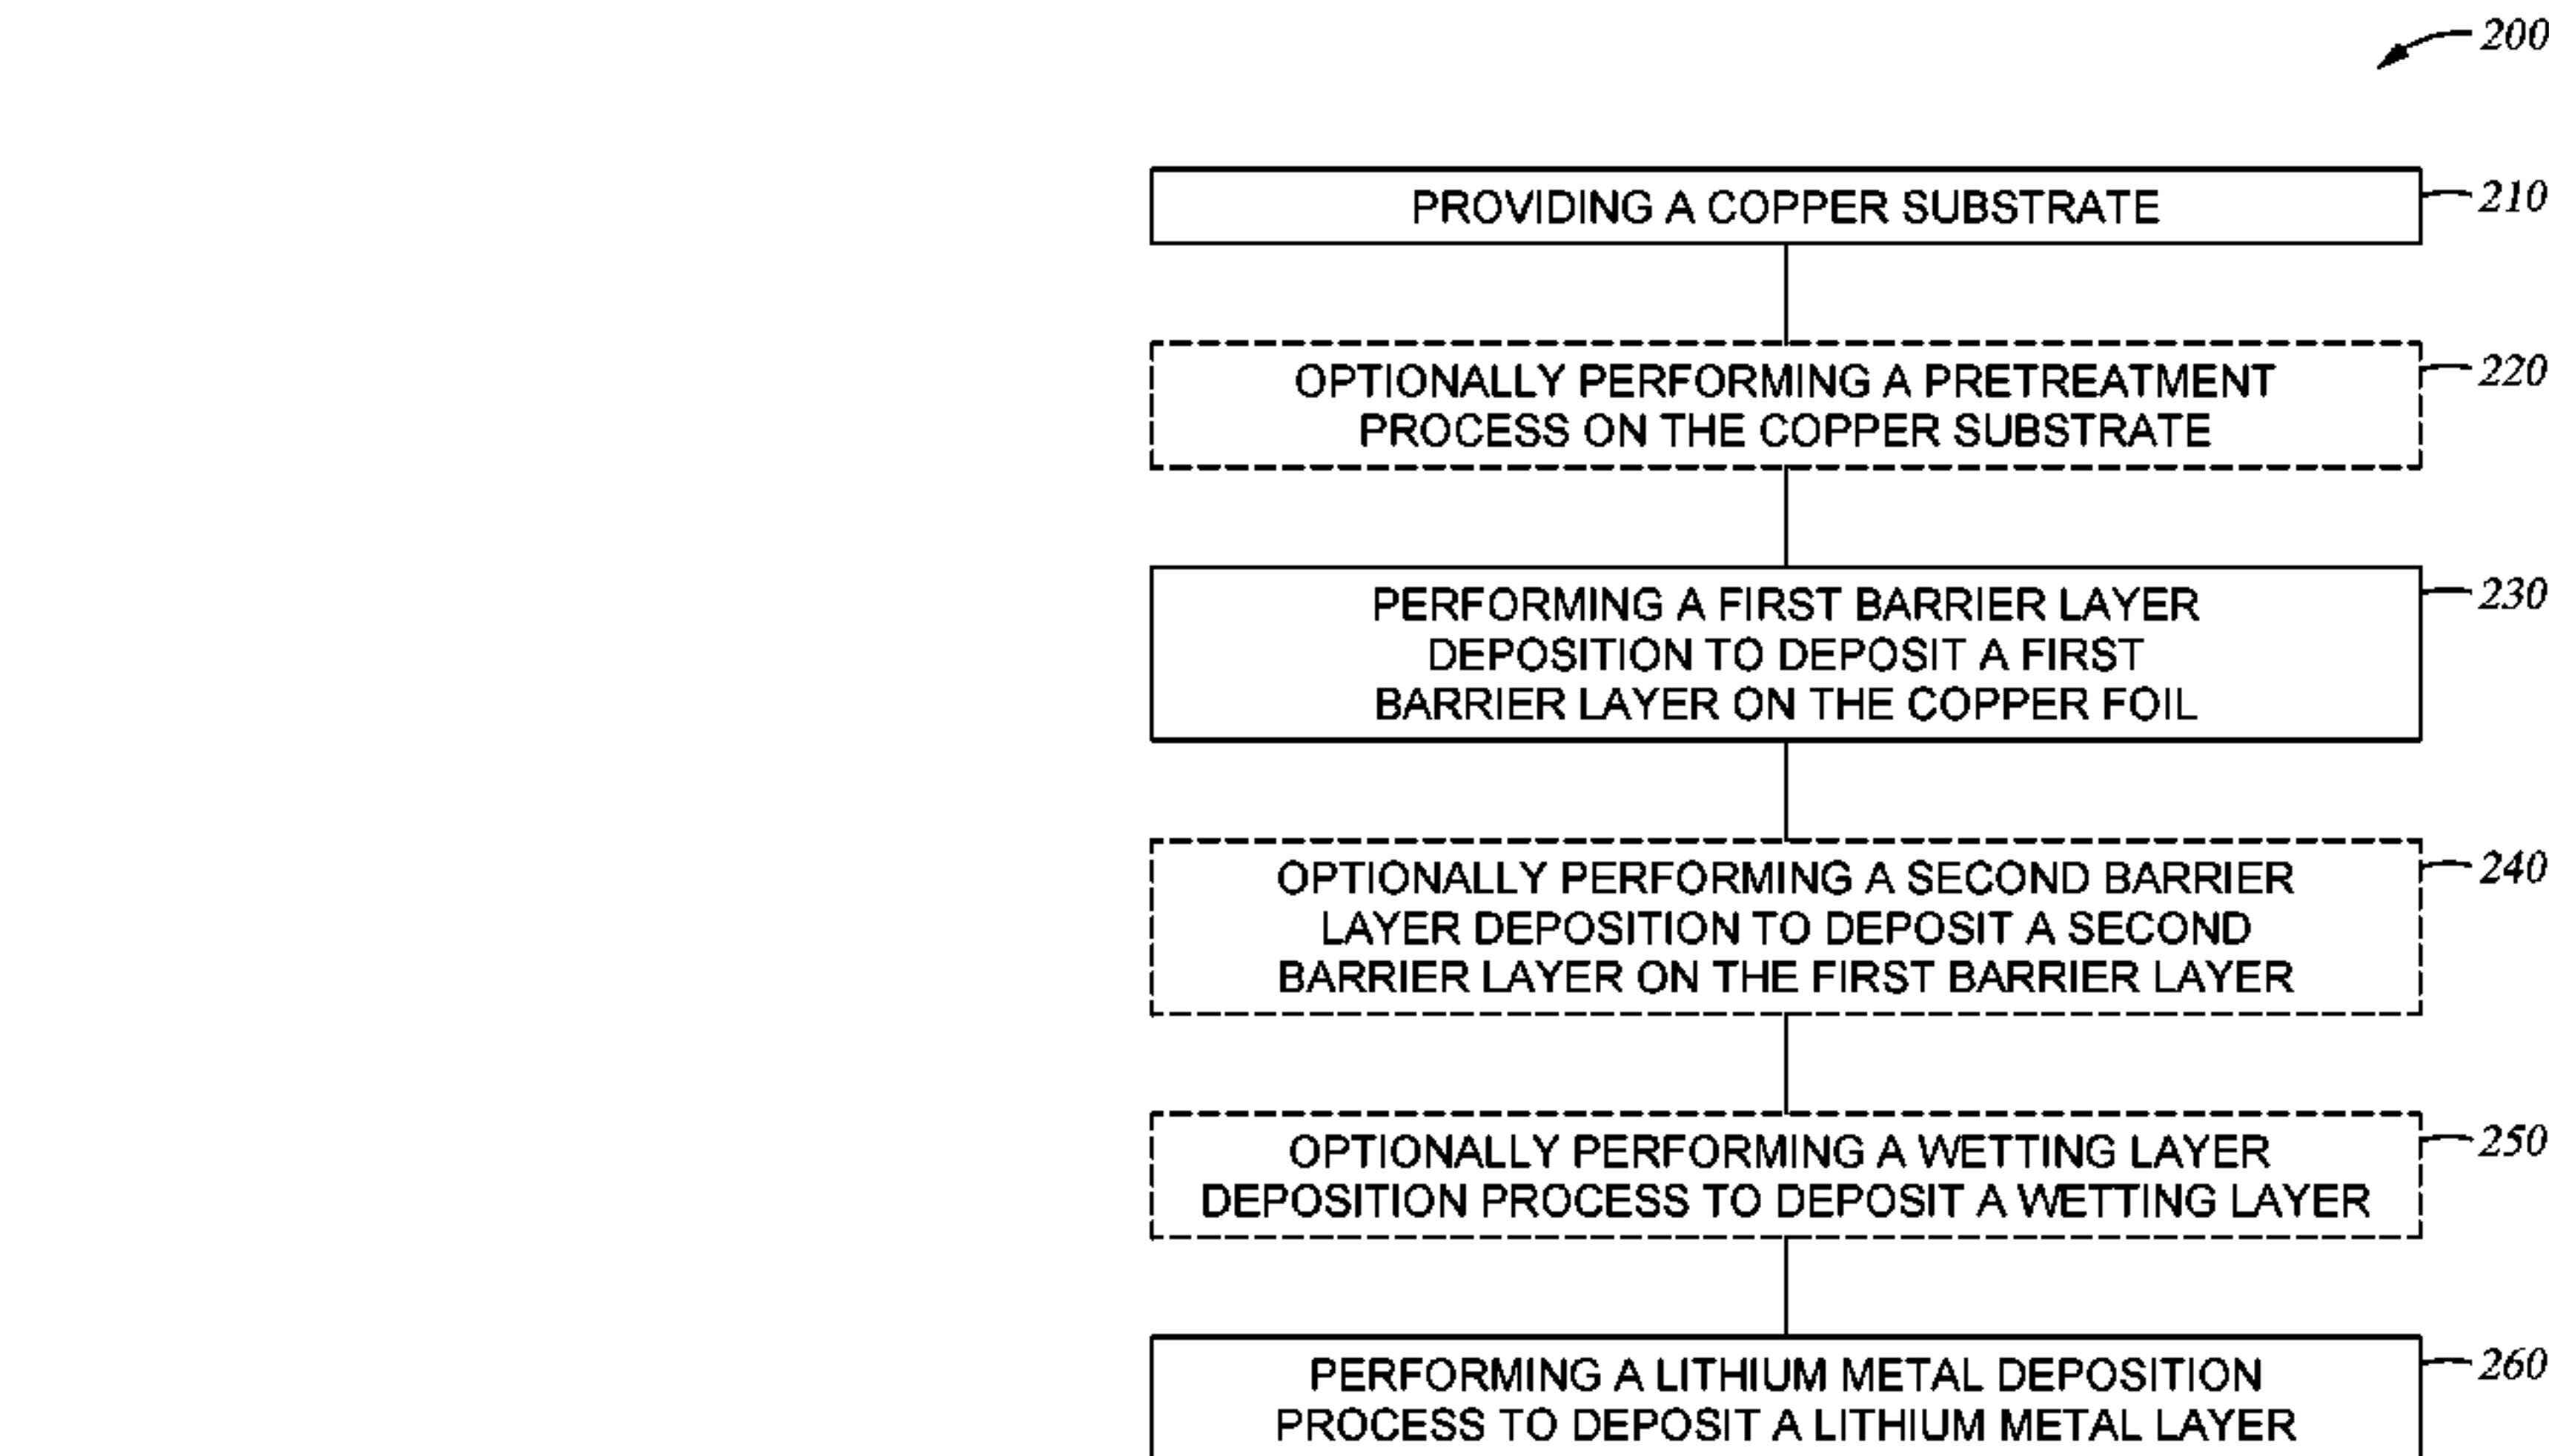 200
PROVIDING A COPPER SUBSTRATE
210
OPTIONALLY PERFORMING A PRETREATMENT
PROCESS ON THE COPPER SUBSTRATE
220
PERFORMING A FIRST BARRIER LAYER
DEPOSITION TO DEPOSIT A FIRST
BARRIER LAYER ON THE COPPER FOIL
230
OPTIONALLY PERFORMING A SECOND BARRIER
LAYER DEPOSITION TO DEPOSIT A SECOND
BARRIER LAYER ON THE FIRST BARRIER LAYER
240
OPTIONALLY PERFORMING A WETTING LAYER
DEPOSITION PROCESS TO DEPOSIT A WETTING LAYER
250
PERFORMING A LITHIUM METAL DEPOSITION
PROCESS TO DEPOSIT A LITHIUM METAL LAYER
260